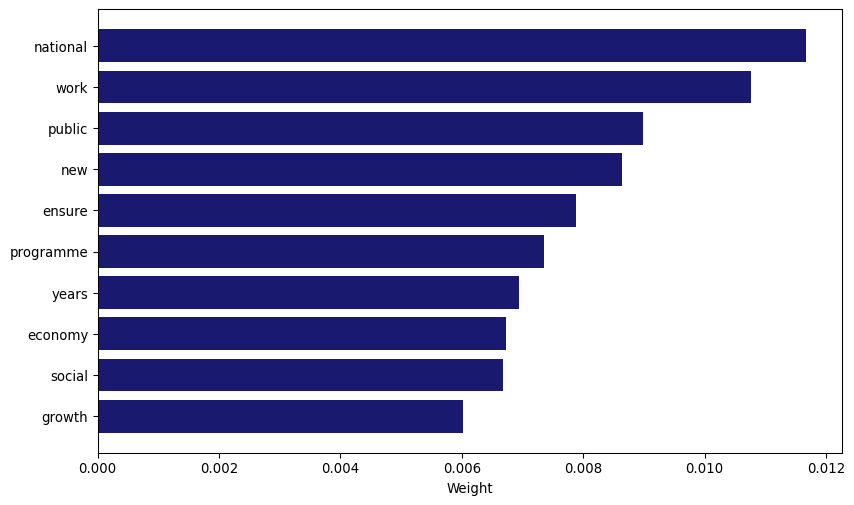 national
work
public
new
ensure
programme
years
economy
social
growth
0.000 0.002 0.004 0.006 0.008 0.010 0.012
Weight